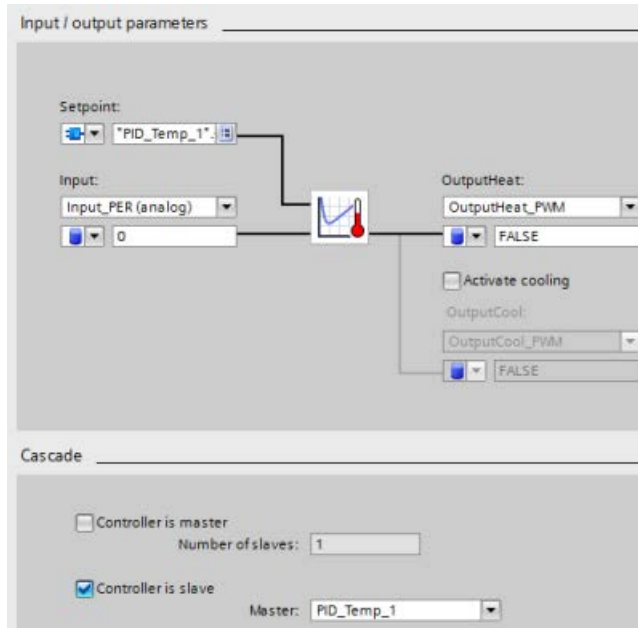 Input / output parameters
Setpoint:
"PID_Temp_1".
Input:
Input_PER (analog)
0
OutputHeat:
OutputHeat_PWM
FALSE
Activate cooling
OutputCool:
OutputCool_PWM
FALSE
Cascade
Controller is master
Number of slaves: 1
Controller is slave
Master: PID_Temp_1